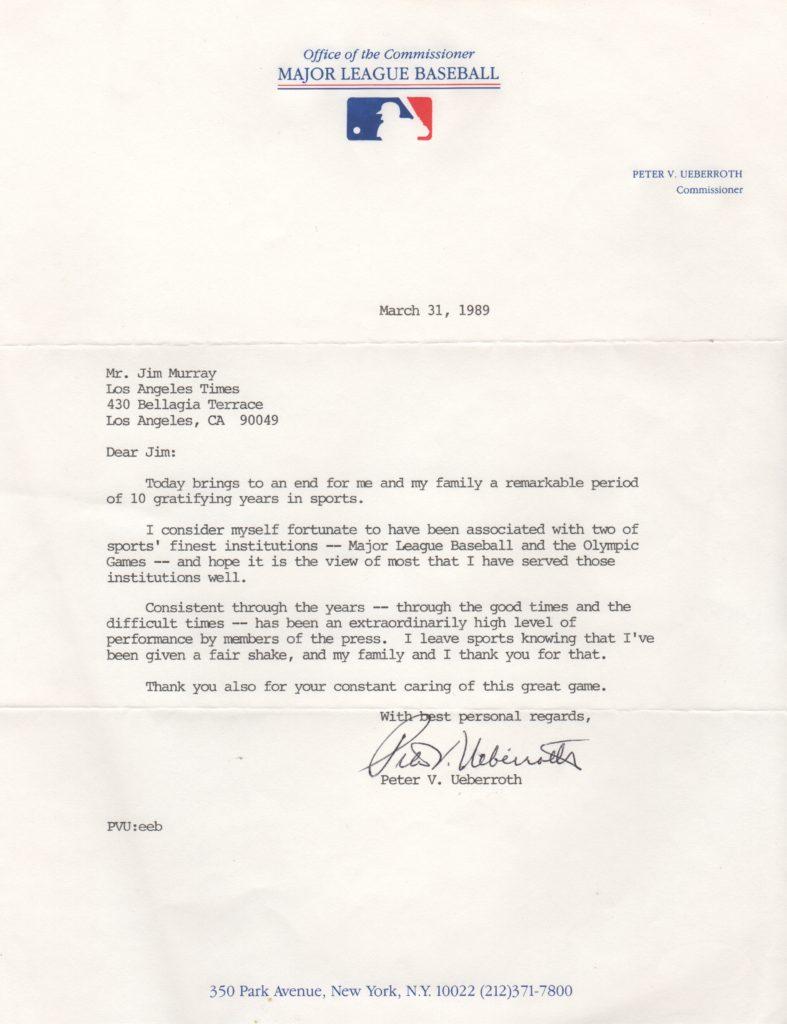 Office of the Commissioner
MAJOR LEAGUE BASEBALL
PETER V. UEBERROTH
Commissioner
March 31, 1989
Mr. Jim Murray
Los Angeles Times
430 Bellagia Terrace
Los Angeles, CA 90049
Dear Jim:
Today brings to an end for me and my family a remarkable period
of 10 gratifying years in sports.
I consider myself fortunate to have been associated with two of
sports' finest institutions -- Major League Baseball and the Olympic
Games -- and hope it is the view of most that I have served those
institutions well.
Consistent through the years -- through the good times and the
difficult times -- has been an extraordinarily high level of
performance by members of the press. I leave sports knowing that I've
been given a fair shake, and my family and I thank you for that.
Thank you also for your constant caring of this great game.
With best personal regards,
Peter V. Ueberroth
Peter V. Ueberroth
PVU:eeb
350 Park Avenue, New York, N.Y. 10022 (212)371-7800